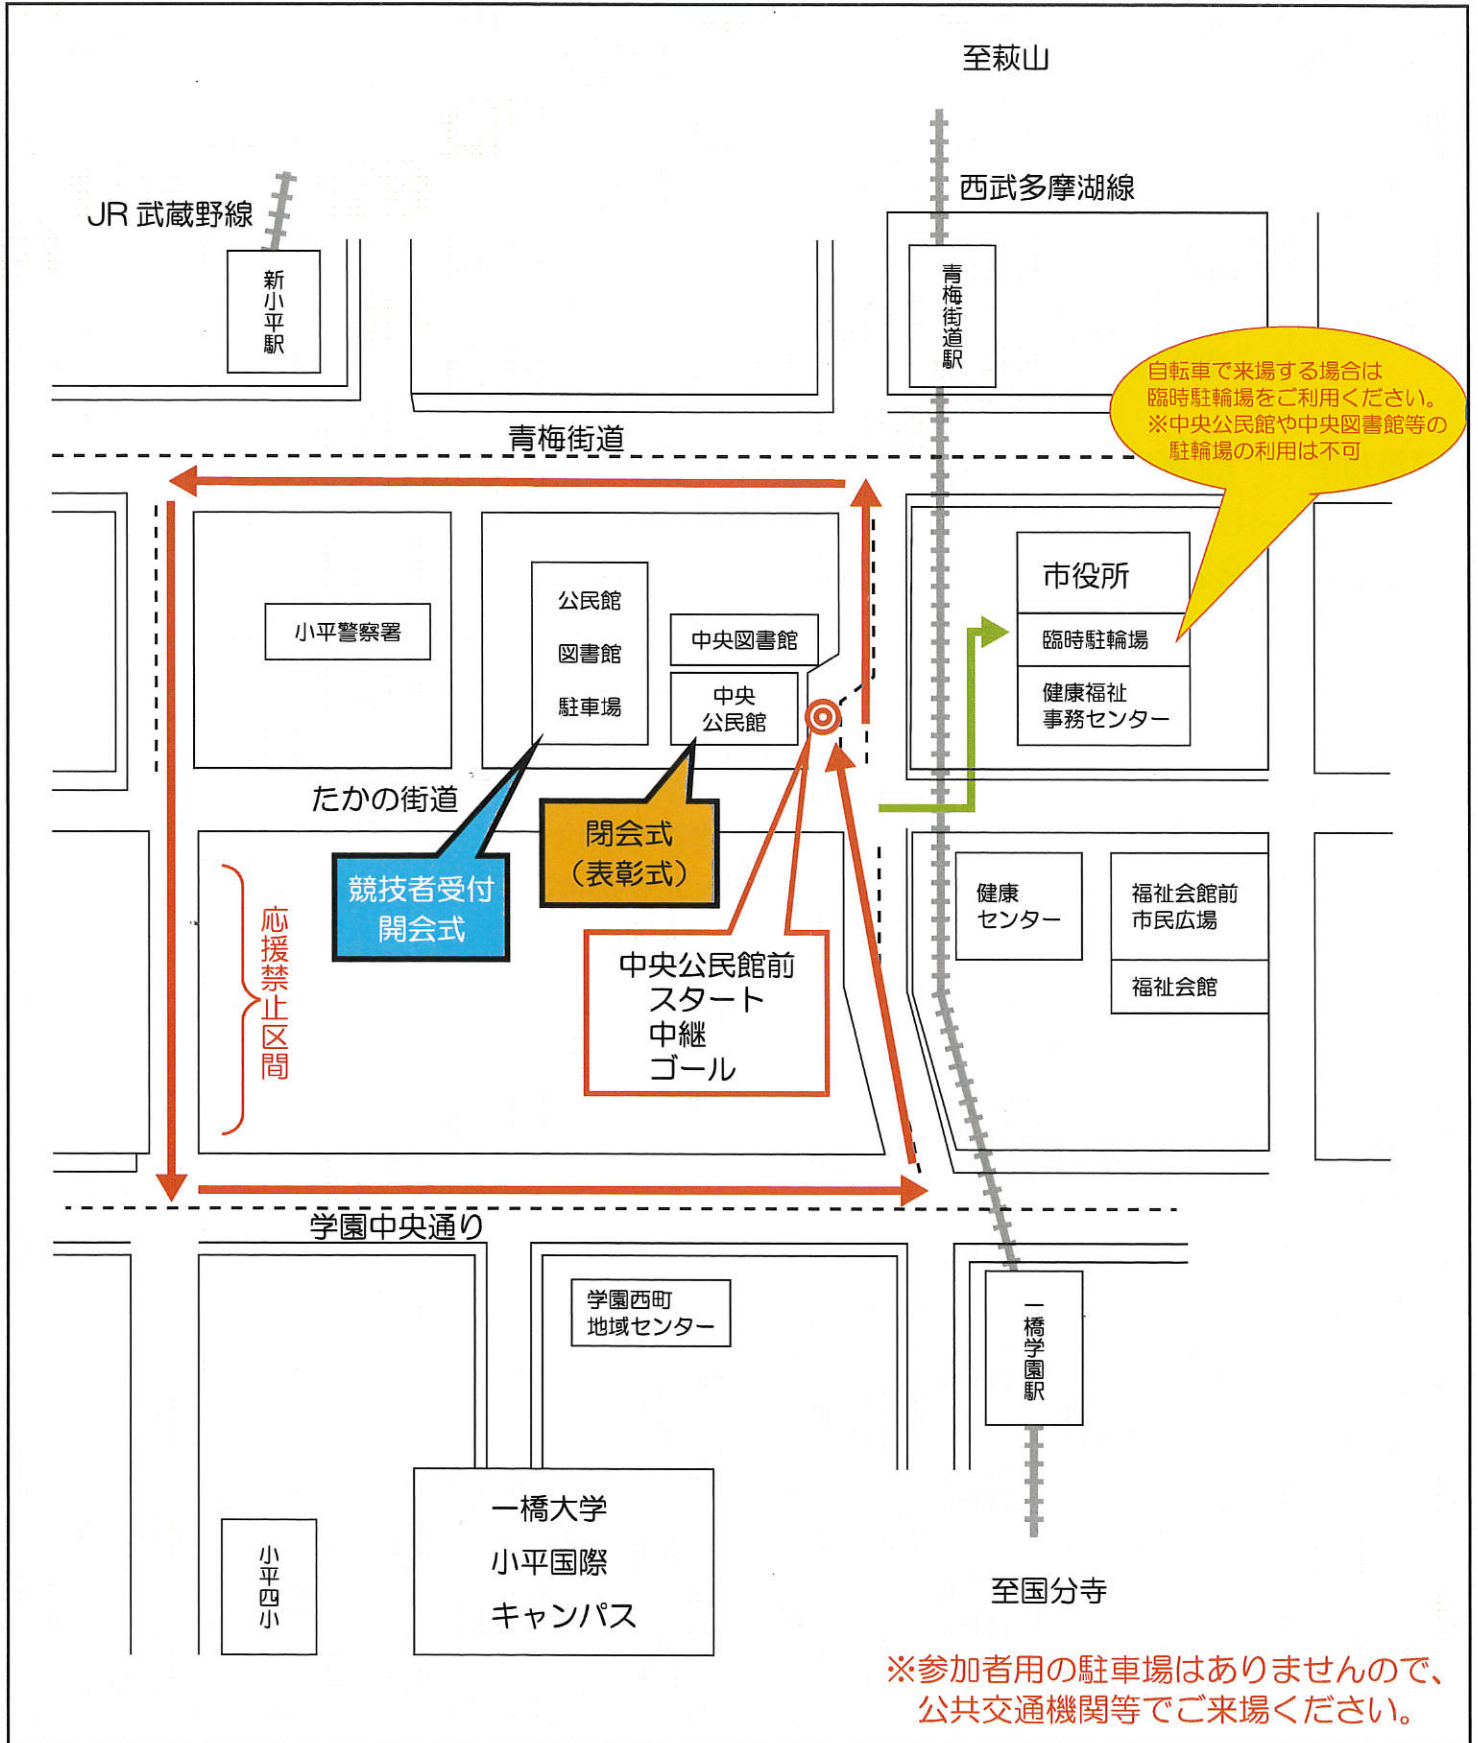 至萩山
JR 武蔵野線
西武多摩湖線
新小平駅
青梅街道駅
自転車で来場する場合は
臨時駐輪場をご利用ください。
※中央公民館や中央図書館等の
駐輪場の利用は不可
青梅街道
小平警察署
公民館
図書館
駐車場
中央図書館
中央
公民館
市役所
臨時駐輪場
健康福祉
事務センター
たかの街道
競技者受付
開会式
閉会式
（表彰式）
中央公民館前
スタート
中継
ゴール
応援禁止区間
健康
センター
福祉会館前
市民広場
福祉会館
学園中央通り
学園西町
地域センター
一橋学園駅
小平四小
一橋大学
小平国際
キャンパス
至国分寺
※参加者用の駐車場はありませんので、
公共交通機関等でご来場ください。